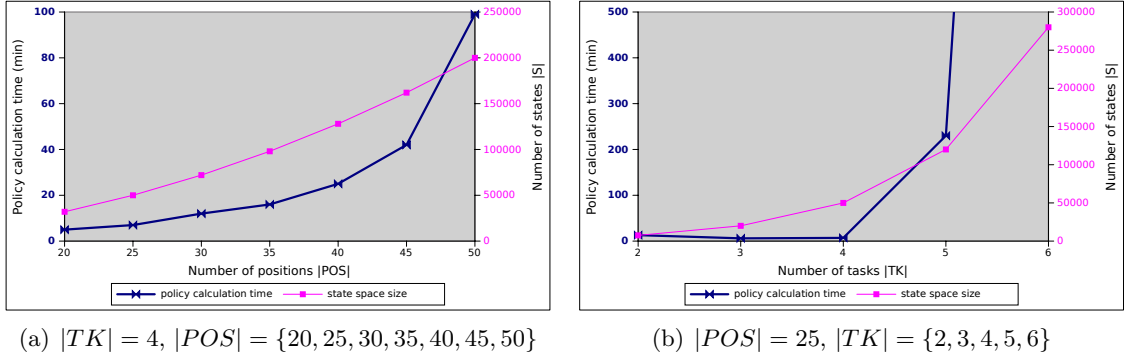 100
80
60
40
20
0
Policy calculation time (min)
250000
200000
150000
100000
50000
0
Number of states |S|
20 25 30 35 40 45 50
Number of positions |POS|
policy calculation time state space size
(a) |TK| = 4, |POS| = {20, 25, 30, 35, 40, 45, 50}
500
400
300
200
100
0
Policy calculation time (min)
300000
250000
200000
150000
100000
50000
0
Number of states |S|
2 3 4 5 6
Number of tasks |TK|
policy calculation time state space size
(b) |POS| = 25, |TK| = {2, 3, 4, 5, 6}